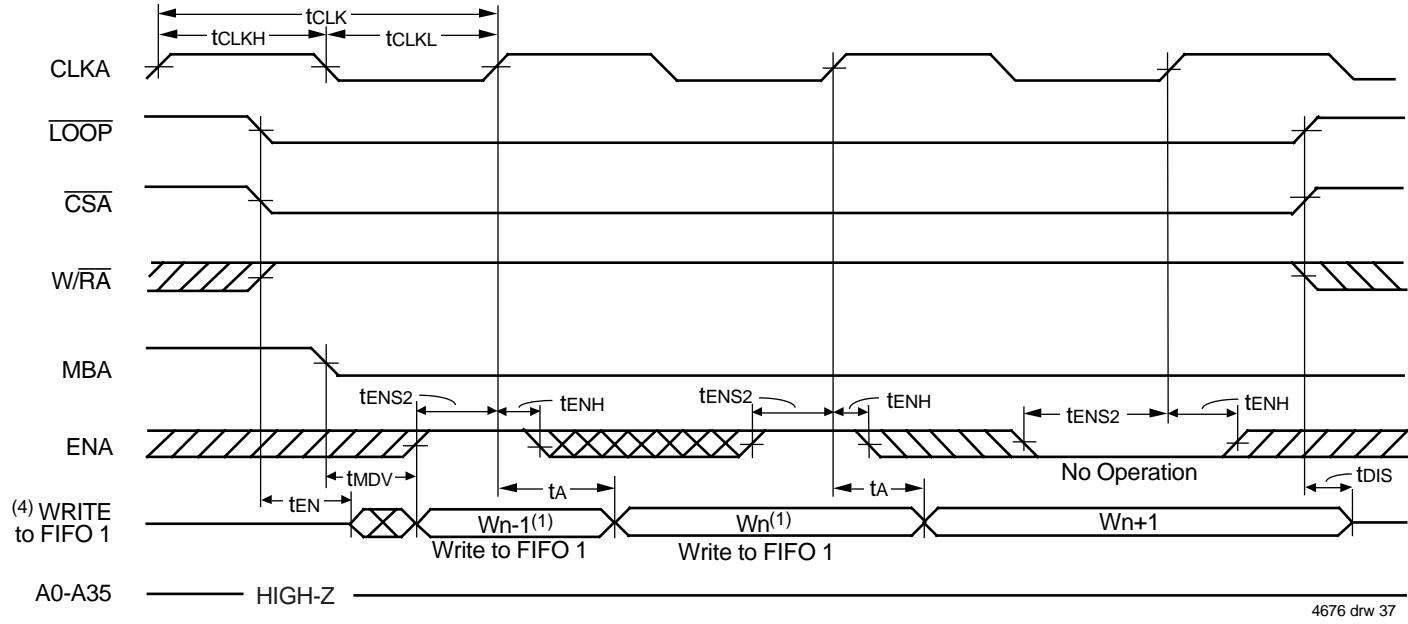 tCLK
tCLKH
tCLKL
CLKA
LOOP
CSA
W/RA
MBA
tENS2
tENH
tENS2
tENH
tENS2
tENH
ENA
No Operation
tMDV
tDIS
tEN
tA
tA
(4) WRITE
to FIFO 1
Wn-1(1)
Wn(1)
Wn+1
Write to FIFO 1
Write to FIFO 1
A0-A35
HIGH-Z
4676 drw 37